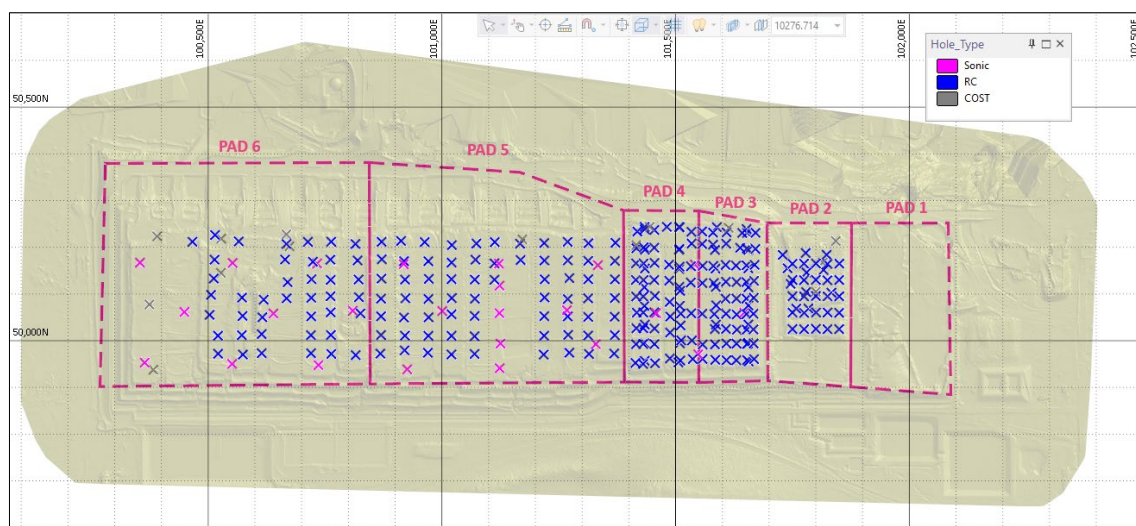 100,500E
101,000E
101,500E
102,000E
102,500E
10276.714
Hole_Type
Sonic
RC
COST
50,500N
PAD 6
PAD 5
PAD 4
PAD 3
PAD 2
PAD 1
50,000N